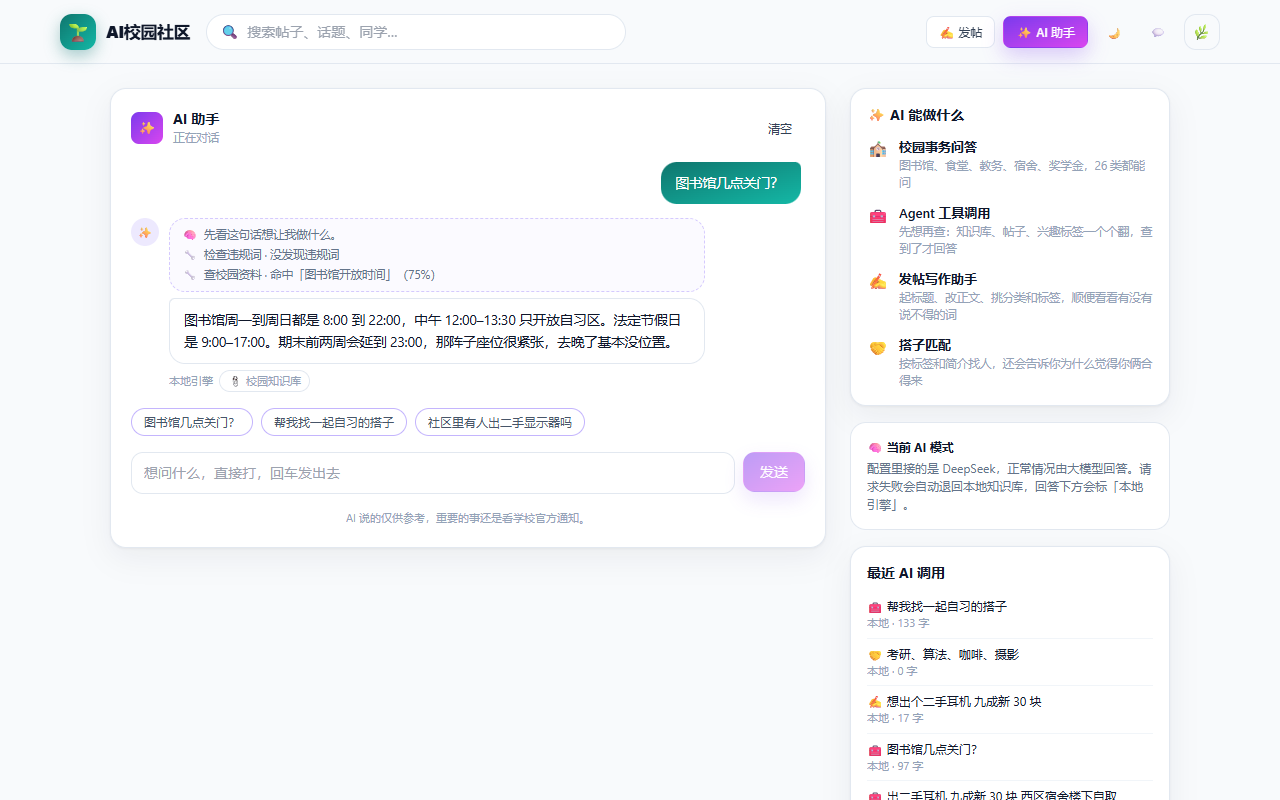 AI校园社区
搜索帖子、话题、同学...
发帖
AI 助手
AI 助手
正在对话
清空
图书馆几点关门？
先看这句话想让我做什么。
检查违规词 · 没发现违规词
查校园资料 · 命中「图书馆开放时间」（75%）
图书馆周一到周日都是 8:00 到 22:00，中午 12:00–13:30 只开放自习区。法定节假日
是 9:00–17:00。期末前两周会延到 23:00，那阵子座位很紧张，去晚了基本没位置。
本地引擎
校园知识库
图书馆几点关门？
帮我找一起自习的搭子
社区里有人出二手显示器吗
想问什么，直接打，回车发出去
发送
AI 说的仅供参考，重要的事还是看学校官方通知。
AI 能做什么
校园事务问答
图书馆、食堂、教务、宿舍、奖学金，26 类都能
问
Agent 工具调用
先想再查：知识库、帖子、兴趣标签一个个翻，查
到了才回答
发帖写作助手
起标题、改正文、挑分类和标签，顺便看看有没有
说不得的词
搭子匹配
按标签和简介找人，还会告诉你为什么觉得你俩合
得来
当前 AI 模式
配置里接的是 DeepSeek，正常情况由大模型回答。请
求失败会自动退回本地知识库，回答下方会标「本地
引擎」。
最近 AI 调用
帮我找一起自习的搭子
本地 · 133 字
考研、算法、咖啡、摄影
本地 · 0 字
想出个二手耳机 九成新 30 块
本地 · 17 字
图书馆几点关门？
本地 · 97 字
出二手耳机 九成新 30 块 西区宿舍楼下自取